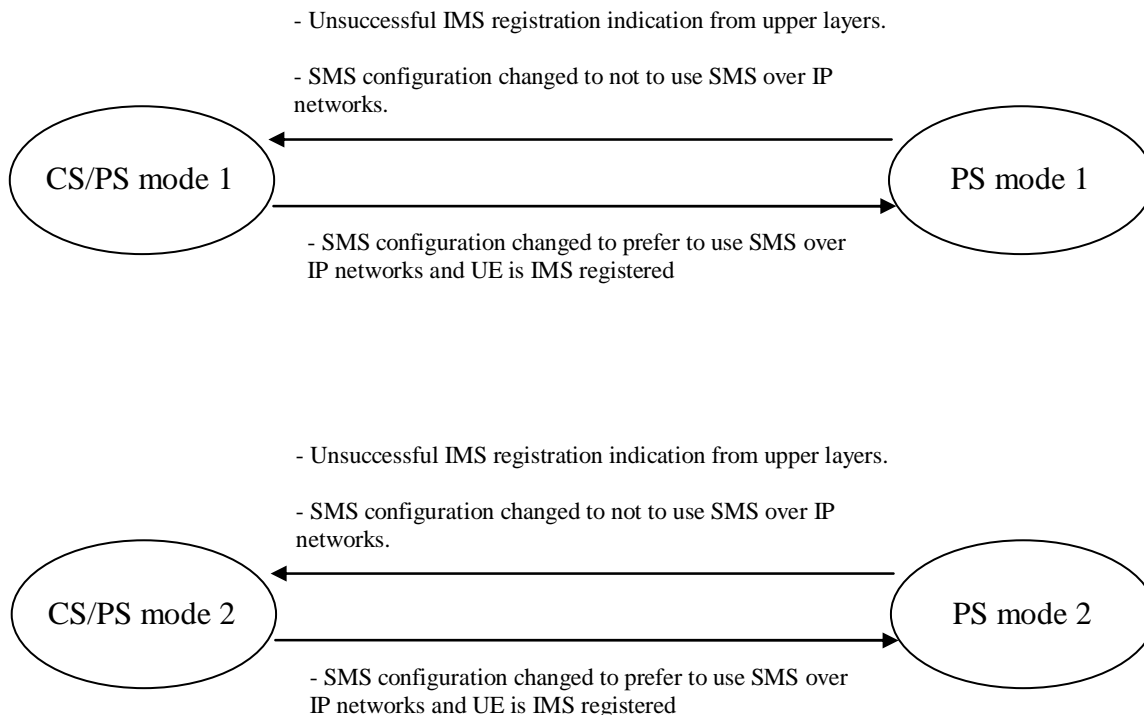 - Unsuccessful IMS registration indication from upper layers.
- SMS configuration changed to not to use SMS over IP
networks.
CS/PS mode 1
PS mode 1
- SMS configuration changed to prefer to use SMS over
IP networks and UE is IMS registered
- Unsuccessful IMS registration indication from upper layers.
- SMS configuration changed to not to use SMS over IP
networks.
CS/PS mode 2
PS mode 2
- SMS configuration changed to prefer to use SMS over
IP networks and UE is IMS registered